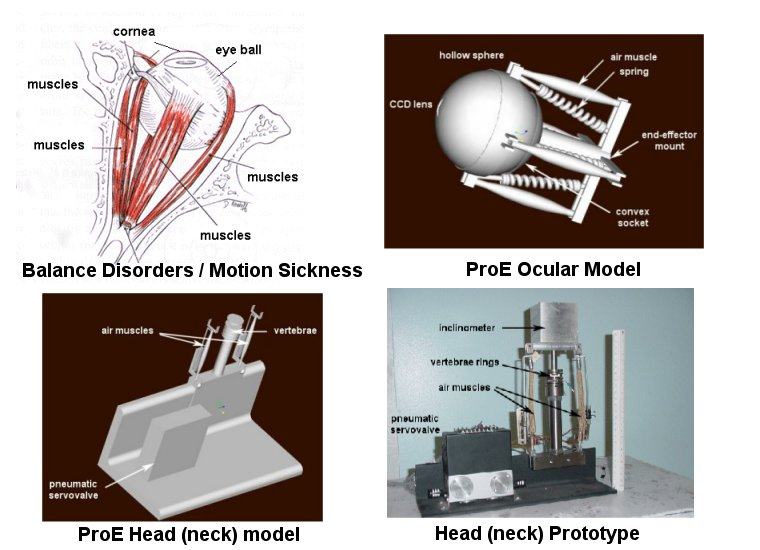 cornea
eye ball
muscles
muscles
muscles
muscles
Balance Disorders / Motion Sickness
hollow sphere
air muscle
spring
CCD lens
end-effector
mount
convex
socket
ProE Ocular Model
air muscles
vertebrae
pneumatic
servovalve
ProE Head (neck) model
inclinometer
vertebrae rings
air muscles
pneumatic
servovalve
Head (neck) Prototype